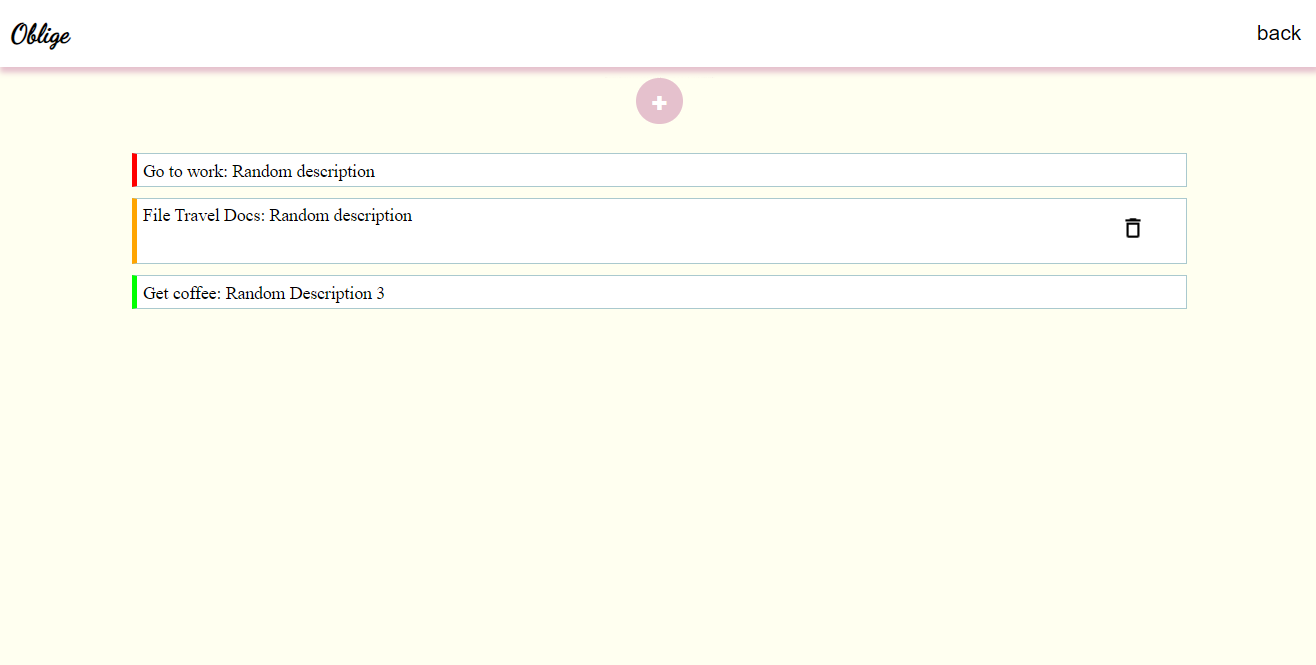 Oblige
back
Go to work: Random description
File Travel Docs: Random description
Get coffee: Random Description 3